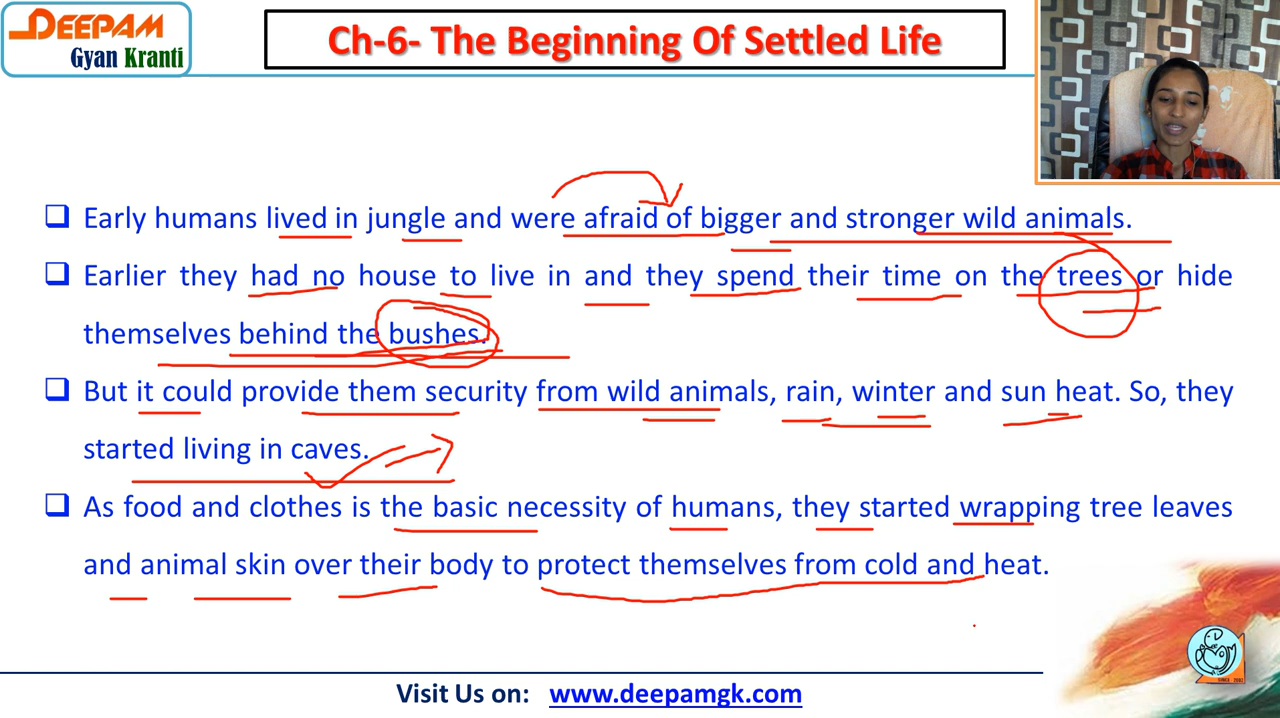 DEEPAM
Gyan Kranti
Ch-6- The Beginning Of Settled Life
Early humans lived in jungle and were afraid of bigger and stronger wild animals.
Earlier they had no house to live in and they spend their time on the trees or hide
themselves behind the bushes.
But it could provide them security from wild animals, rain, winter and sun heat. So, they
started living in caves.
As food and clothes is the basic necessity of humans, they started wrapping tree leaves
and animal skin over their body to protect themselves from cold and heat.
Visit Us on: www.deepamgk.com